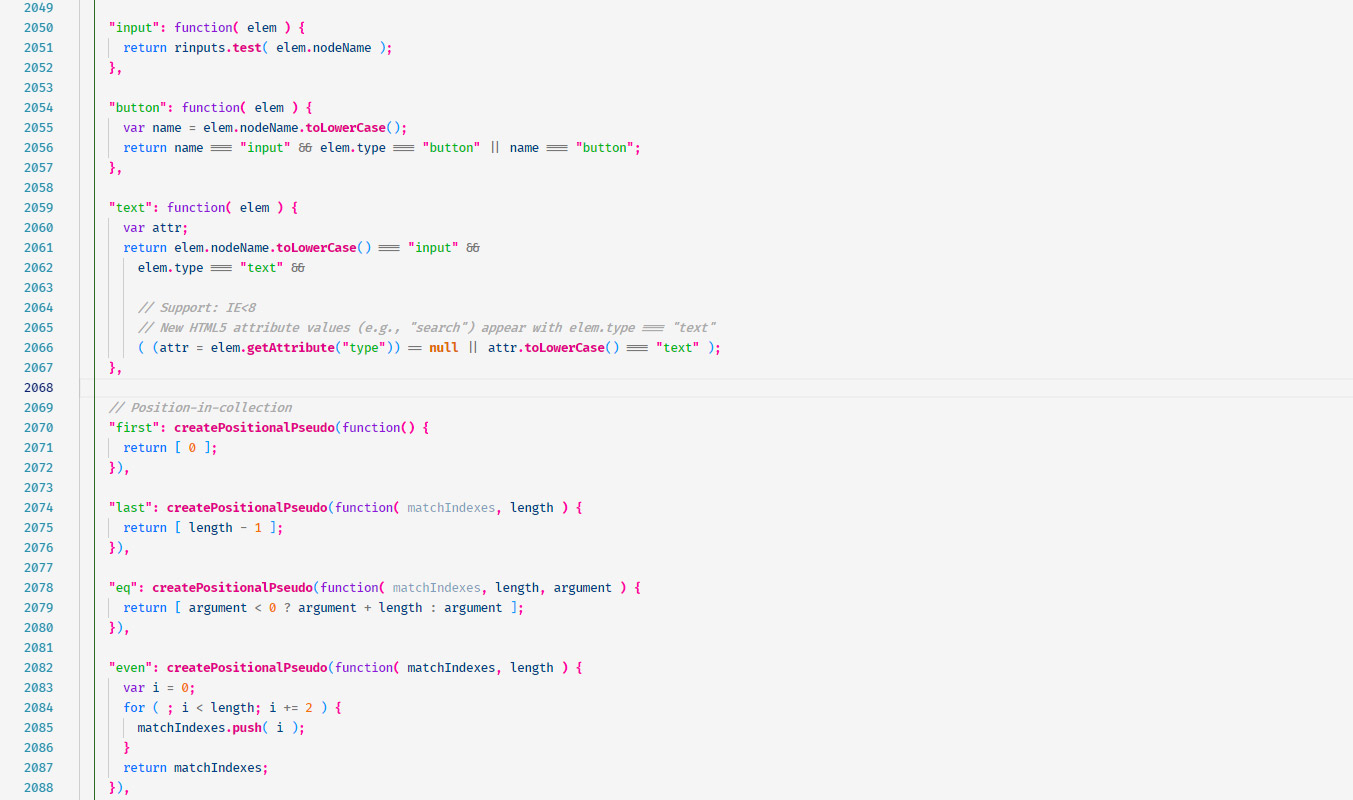 2049
2050 "input": function( elem ) {
2051 return rinputs.test( elem.nodeName );
2052 },
2053
2054 "button": function( elem ) {
2055 var name = elem.nodeName.toLowerCase();
2056 return name === "input" && elem.type === "button" || name === "button";
2057 },
2058
2059 "text": function( elem ) {
2060 var attr;
2061 return elem.nodeName.toLowerCase() === "input" &&
2062 elem.type === "text" &&
2063
2064 // Support: IE<8
2065 // New HTML5 attribute values (e.g., "search") appear with elem.type === "text"
2066 ( (attr = elem.getAttribute("type")) == null || attr.toLowerCase() === "text" );
2067 },
2068
2069 // Position-in-collection
2070 "first": createPositionalPseudo(function() {
2071 return [ 0 ];
2072 }),
2073
2074 "last": createPositionalPseudo(function( matchIndexes, length ) {
2075 return [ length - 1 ];
2076 }),
2077
2078 "eq": createPositionalPseudo(function( matchIndexes, length, argument ) {
2079 return [ argument < 0 ? argument + length : argument ];
2080 }),
2081
2082 "even": createPositionalPseudo(function( matchIndexes, length ) {
2083 var i = 0;
2084 for ( ; i < length; i += 2 ) {
2085 matchIndexes.push( i );
2086 }
2087 return matchIndexes;
2088 }),